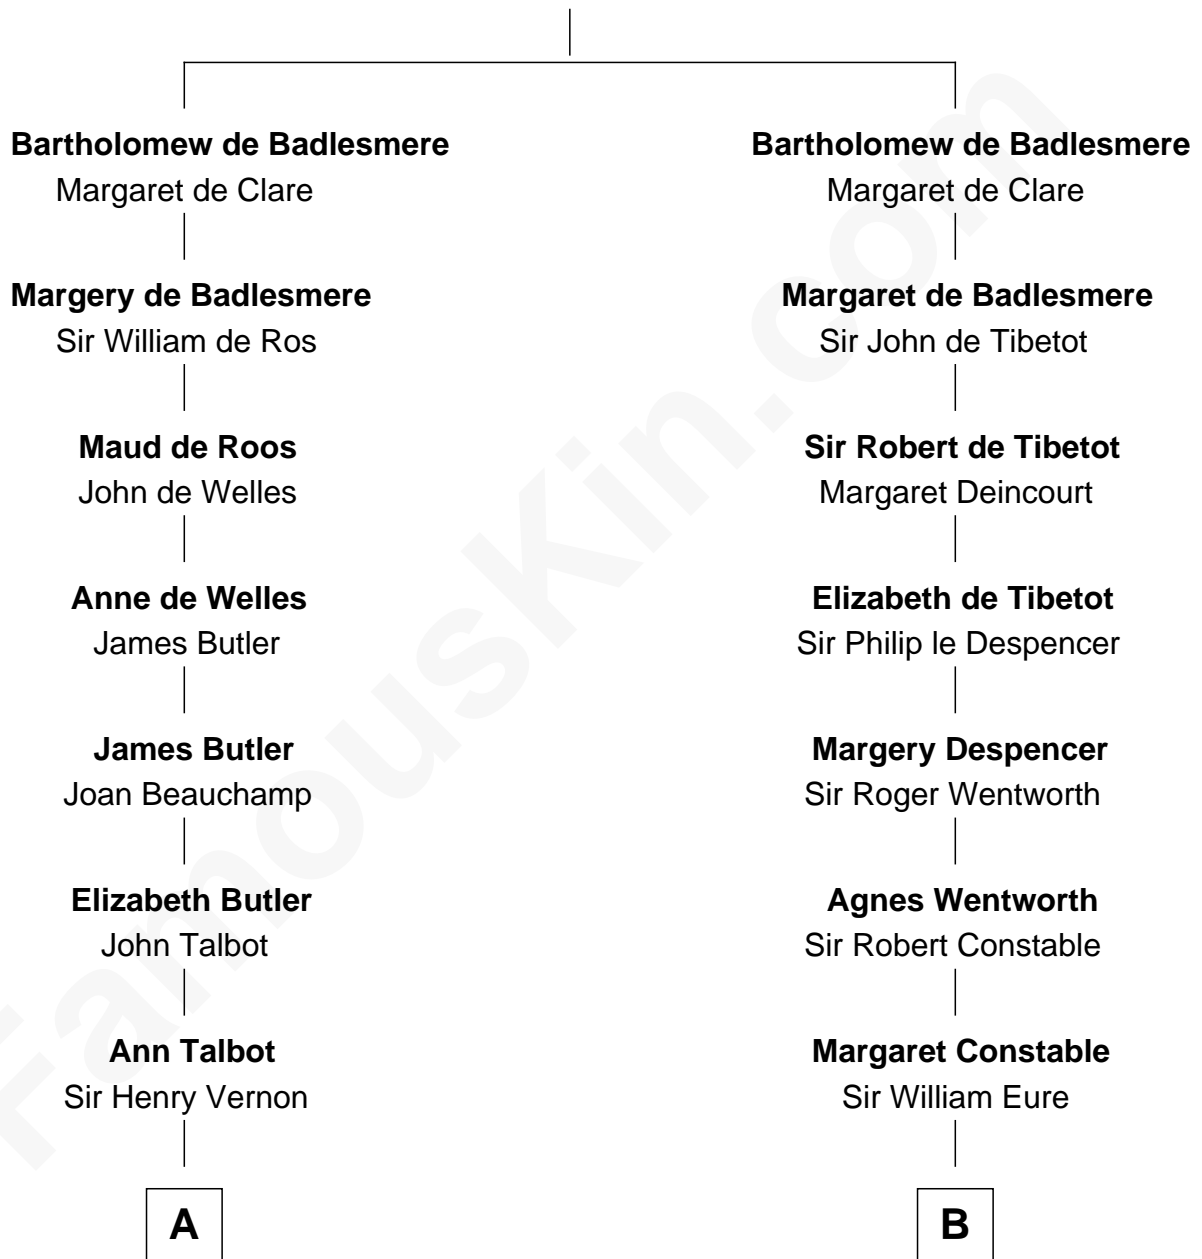 Bartholomew de Badlesmere
Margaret de Clare
Margery de Badlesmere
Sir William de Ros
Maud de Roos
John de Welles
Anne de Welles
James Butler
James Butler
Joan Beauchamp
Elizabeth Butler
John Talbot
Ann Talbot
Sir Henry Vernon
A
Bartholomew de Badlesmere
Margaret de Clare
Margaret de Badlesmere
Sir John de Tibetot
Sir Robert de Tibetot
Margaret Deincourt
Elizabeth de Tibetot
Sir Philip le Despencer
Margery Despencer
Sir Roger Wentworth
Agnes Wentworth
Sir Robert Constable
Margaret Constable
Sir William Eure
B
FamousKin.com